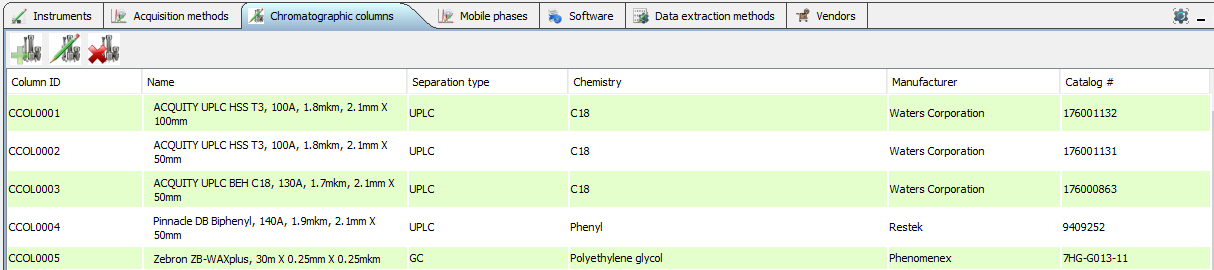 Instruments Acquisition methods Chromatographic columns Mobile phases Software Data extraction methods Vendors
Column ID Name Separation type Chemistry Manufacturer Catalog #
CCOL0001 ACQUITY UPLC HSS T3, 100A, 1.8mkm, 2.1mm X 100mm UPLC C18 Waters Corporation 176001132
CCOL0002 ACQUITY UPLC HSS T3, 100A, 1.8mkm, 2.1mm X 50mm UPLC C18 Waters Corporation 176001131
CCOL0003 ACQUITY UPLC BEH C18, 130A, 1.7mkm, 2.1mm X 50mm UPLC C18 Waters Corporation 176000863
CCOL0004 Pinnacle DB Biphenyl, 140A, 1.9mkm, 2.1mm X 50mm UPLC Phenyl Restek 9409252
CCOL0005 Zebron ZB-WAXplus, 30m X 0.25mm X 0.25mkm GC Polyethylene glycol Phenomenex 7HG-G013-11